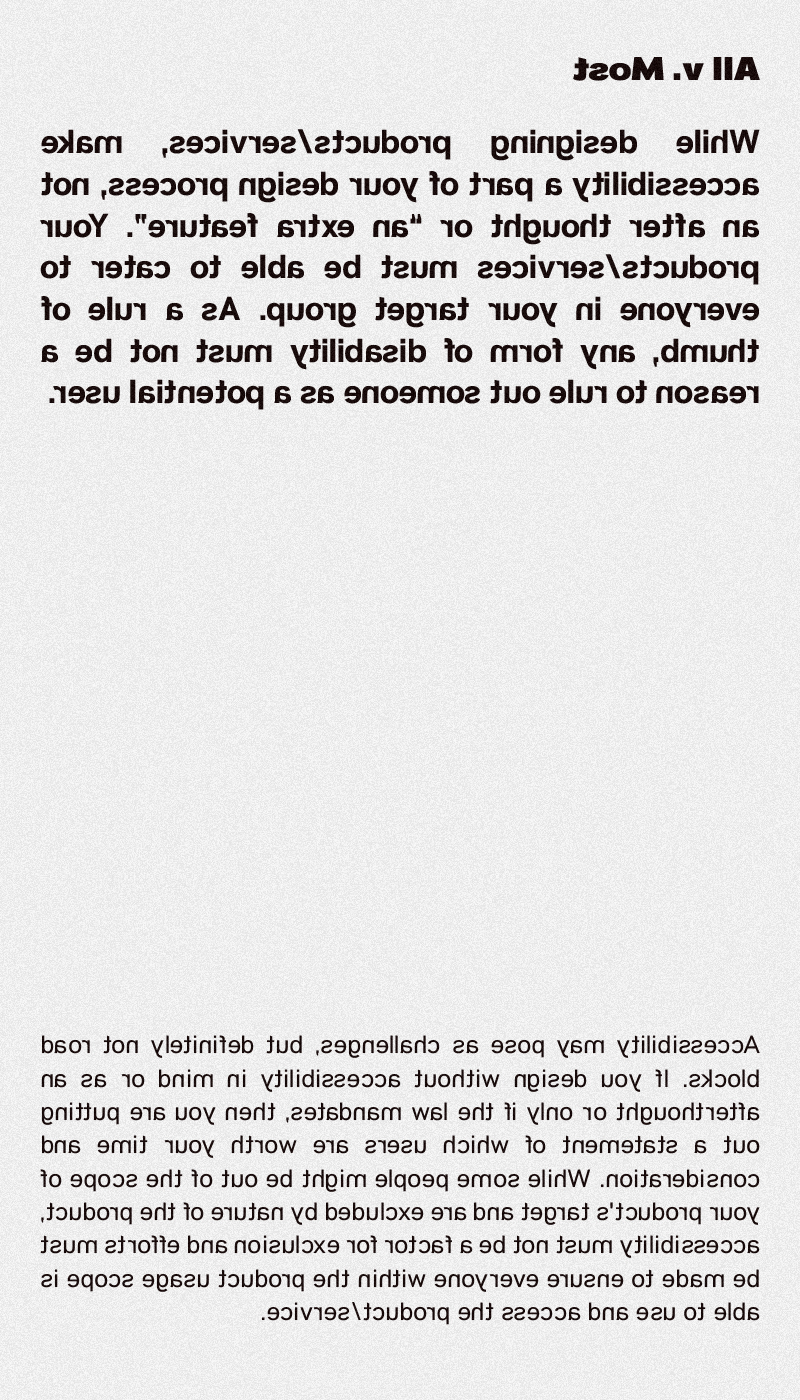 All v. Most
While designing products/services, make
accessibility a part of your design process, not
an after thought or “an extra feature". Your
products/services must be able to cater to
everyone in your target group. As a rule of
thumb, any form of disability must not be a
reason to rule out someone as a potential user.
Accessibility may pose as challenges, but definitely not road
blocks. If you design without accessibility in mind or as an
afterthought or only if the law mandates, then you are putting
out a statement of which users are worth your time and
consideration. While some people might be out of the scope of
your product's target and are excluded by nature of the product,
accessibility must not be a factor for exclusion and efforts must
be made to ensure everyone within the product usage scope is
able to use and access the product/service.